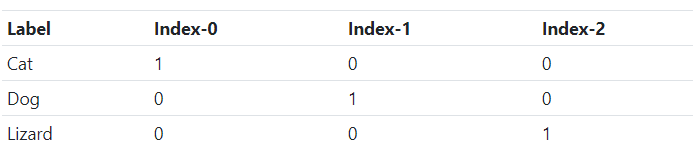 Label Index-0 Index-1 Index-2
Cat 1 0 0
Dog 0 1 0
Lizard 0 0 1